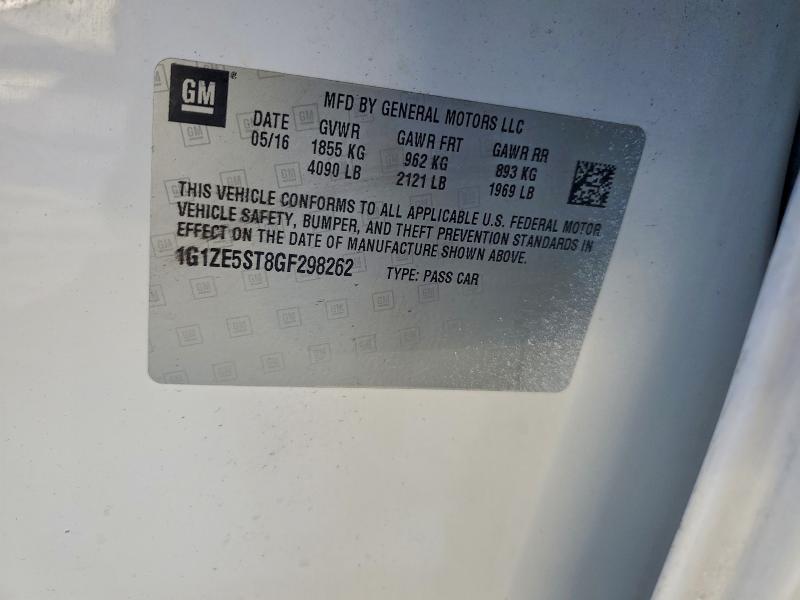 GM
MFD BY GENERAL MOTORS LLC
DATE GVWR GAWR FRT GAWR RR
05/16 1855 KG 962 KG 893 KG
4090 LB 2121 LB 1969 LB
THIS VEHICLE CONFORMS TO ALL APPLICABLE U.S. FEDERAL MOTOR
VEHICLE SAFETY, BUMPER, AND THEFT PREVENTION STANDARDS IN
EFFECT ON THE DATE OF MANUFACTURE SHOWN ABOVE.
1G1ZE5ST8GF298262 TYPE: PASS CAR